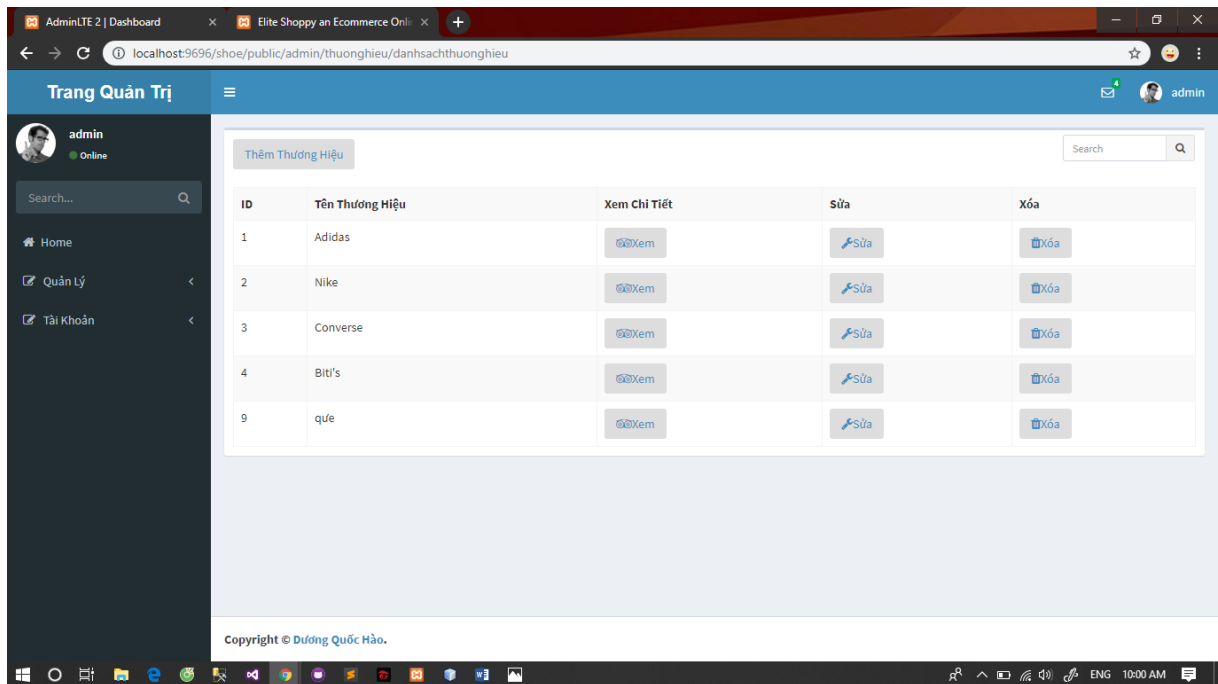 AdminLTE 2 | Dashboard
Elite Shoppy an Ecommerce Onli
localhost:9696/shoe/public/admin/thuonghieu/danhsachthuonghieu
Trang Quản Trị
4
admin
admin
Online
Search...
Home
Quản Lý
Tài Khoản
Thêm Thương Hiệu
Search
ID Tên Thương Hiệu Xem Chi Tiết Sửa Xóa
1 Adidas Xem Sửa Xóa
2 Nike Xem Sửa Xóa
3 Converse Xem Sửa Xóa
4 Biti's Xem Sửa Xóa
9 qưe Xem Sửa Xóa
Copyright © Dương Quốc Hào.
ENG 10:00 AM